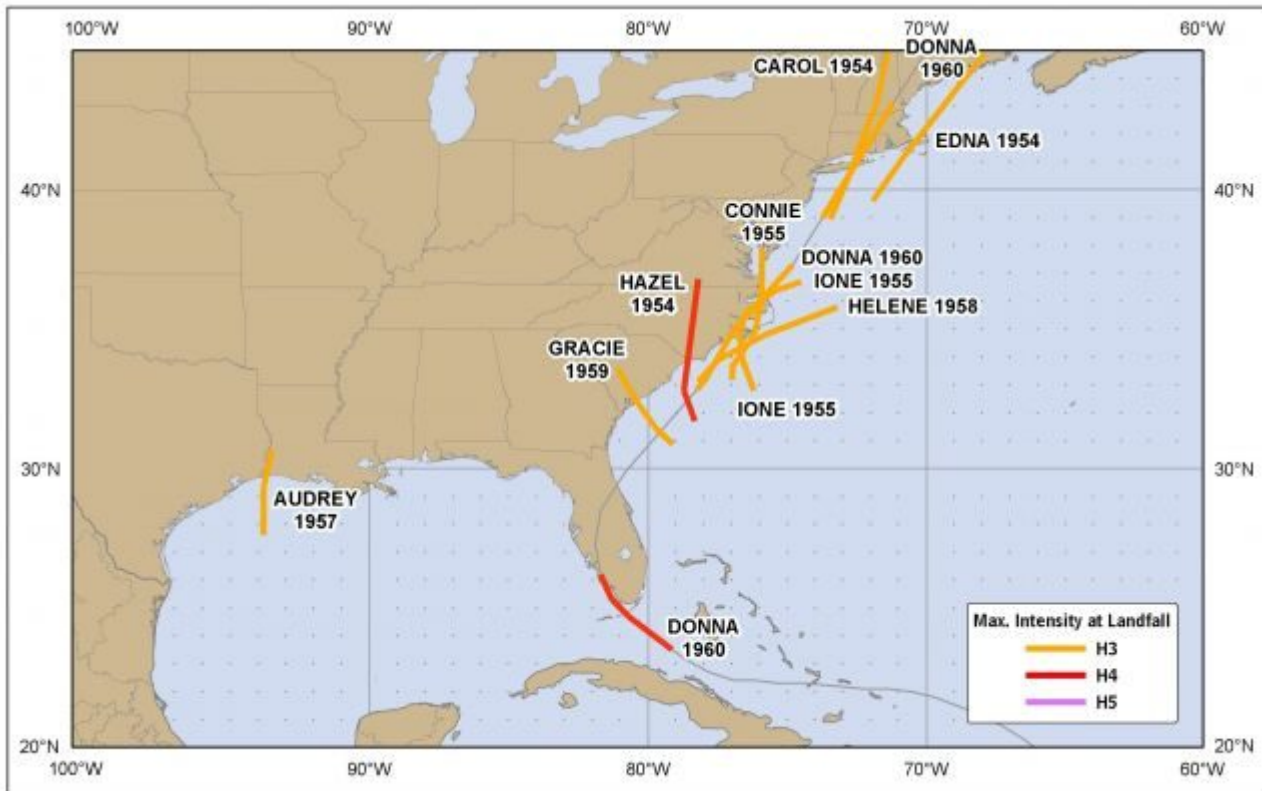 100°W 90°W 80°W 70°W 60°W
DONNA
1960
CAROL 1954
EDNA 1954
40°N 40°N
CONNIE
1955
DONNA 1960
IONE 1955
HAZEL
1954
HELENE 1958
GRACIE
1959
IONE 1955
30°N 30°N
AUDREY
1957
DONNA
1960
Max. Intensity at Landfall
H3
H4
H5
20°N 20°N
100°W 90°W 80°W 70°W 60°W